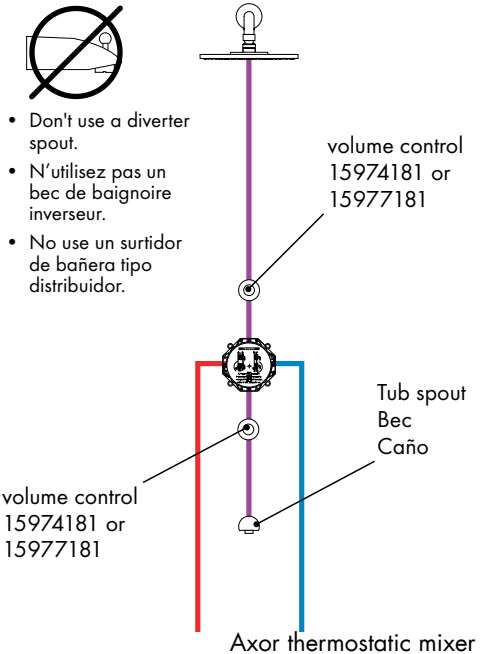 • Don't use a diverter
spout.
• N’utilisez pas un
bec de baignoire
inverseur.
• No use un surtidor
de bañera tipo
distribuidor.
volume control
15974181 or
15977181
Tub spout
Bec
Caño
volume control
15974181 or
15977181
Axor thermostatic mixer